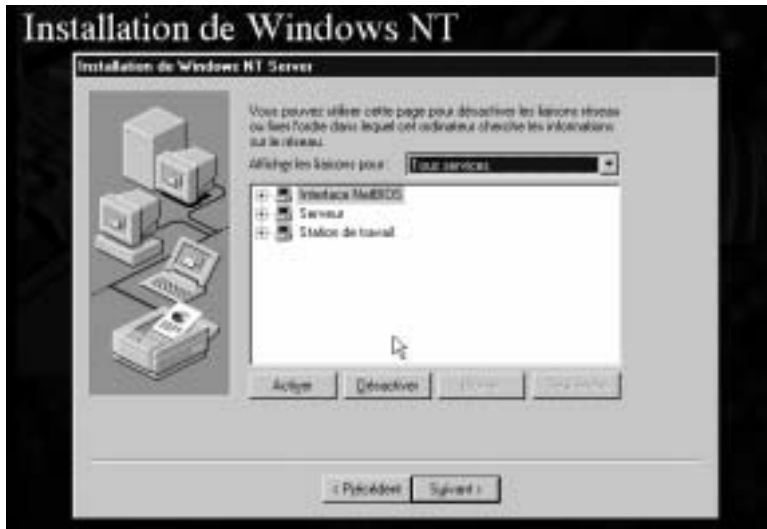 Installation de Windows NT
Installation de Windows NT Server
Vous pouvez utiliser cette page pour désactiver les liaisons réseau
ou fixer l'ordre dans lequel cet ordinateur cherche les informations
sur le réseau.
Afficher les liaisons pour : Tous services
Interface NetBIOS
Serveur
Station de travail
Activer Désactiver
< Précédent Suivant >